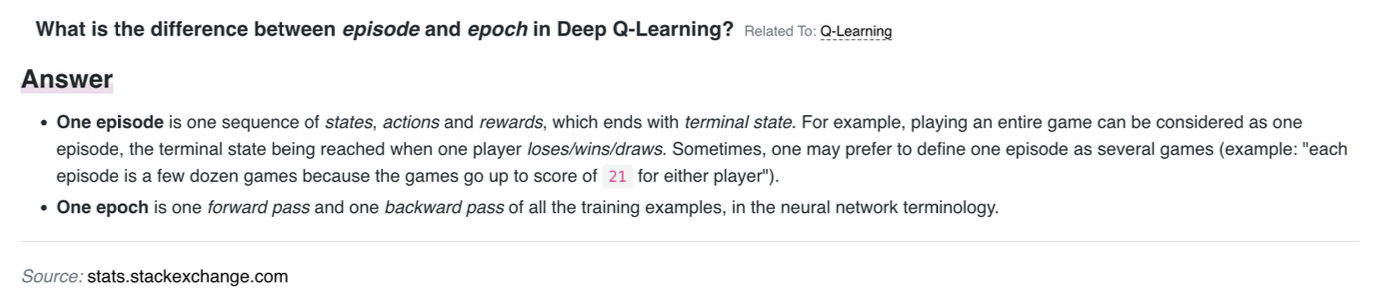 What is the difference between episode and epoch in Deep Q-Learning? Related To: Q-Learning
Answer
• One episode is one sequence of states, actions and rewards, which ends with terminal state. For example, playing an entire game can be considered as one
episode, the terminal state being reached when one player loses/wins/draws. Sometimes, one may prefer to define one episode as several games (example: "each
episode is a few dozen games because the games go up to score of 21 for either player").
• One epoch is one forward pass and one backward pass of all the training examples, in the neural network terminology.
Source: stats.stackexchange.com